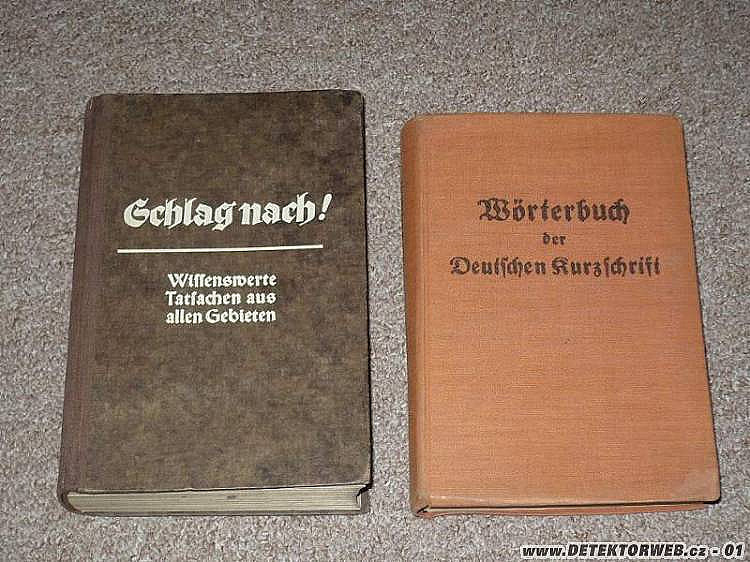 Schlag nach!
Wissenswerte
Tatsachen aus
allen Gebieten
Wörterbuch
der
Deutschen Kurzschrift
www.DETEKTORWEB.cz - 01